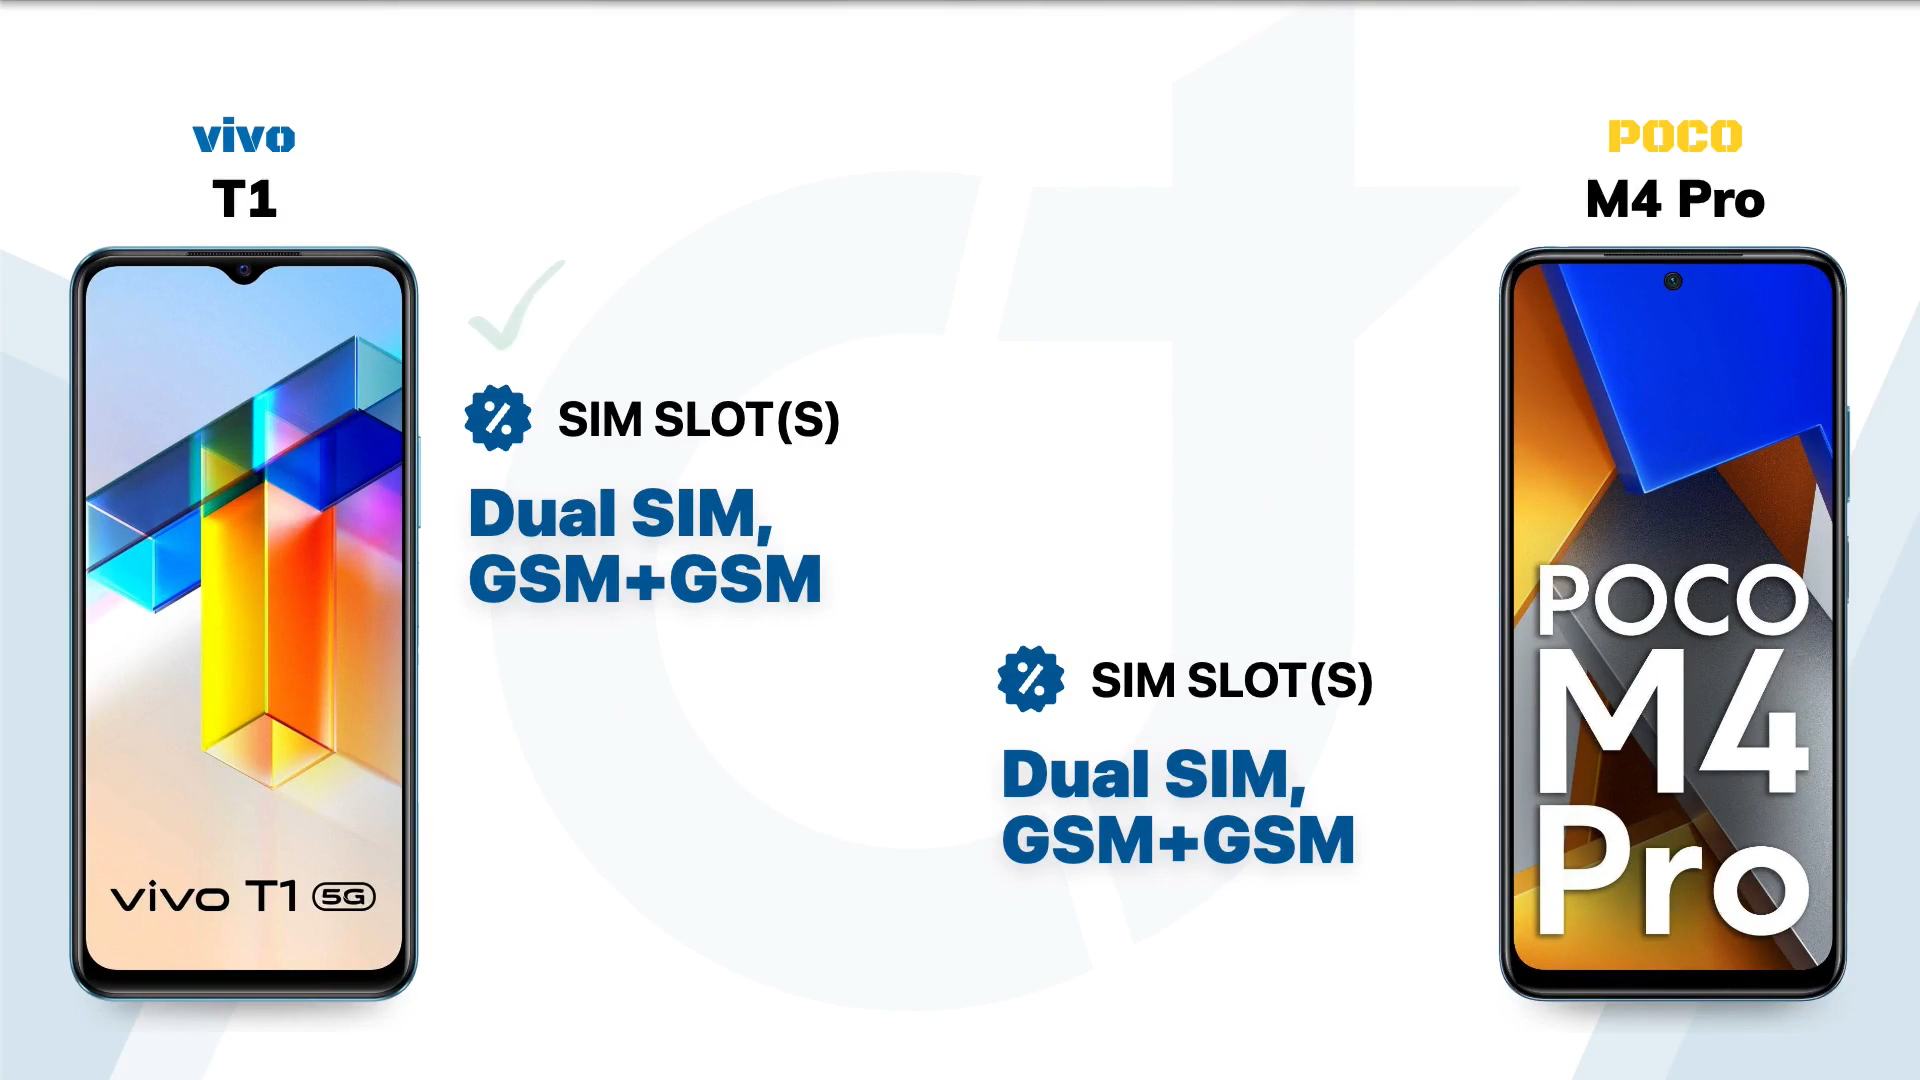 vivo
T1
vivo T1 5G
SIM SLOT(S)
Dual SIM,
GSM+GSM
SIM SLOT(S)
Dual SIM,
GSM+GSM
POCO
M4 Pro
POCO
M4
Pro